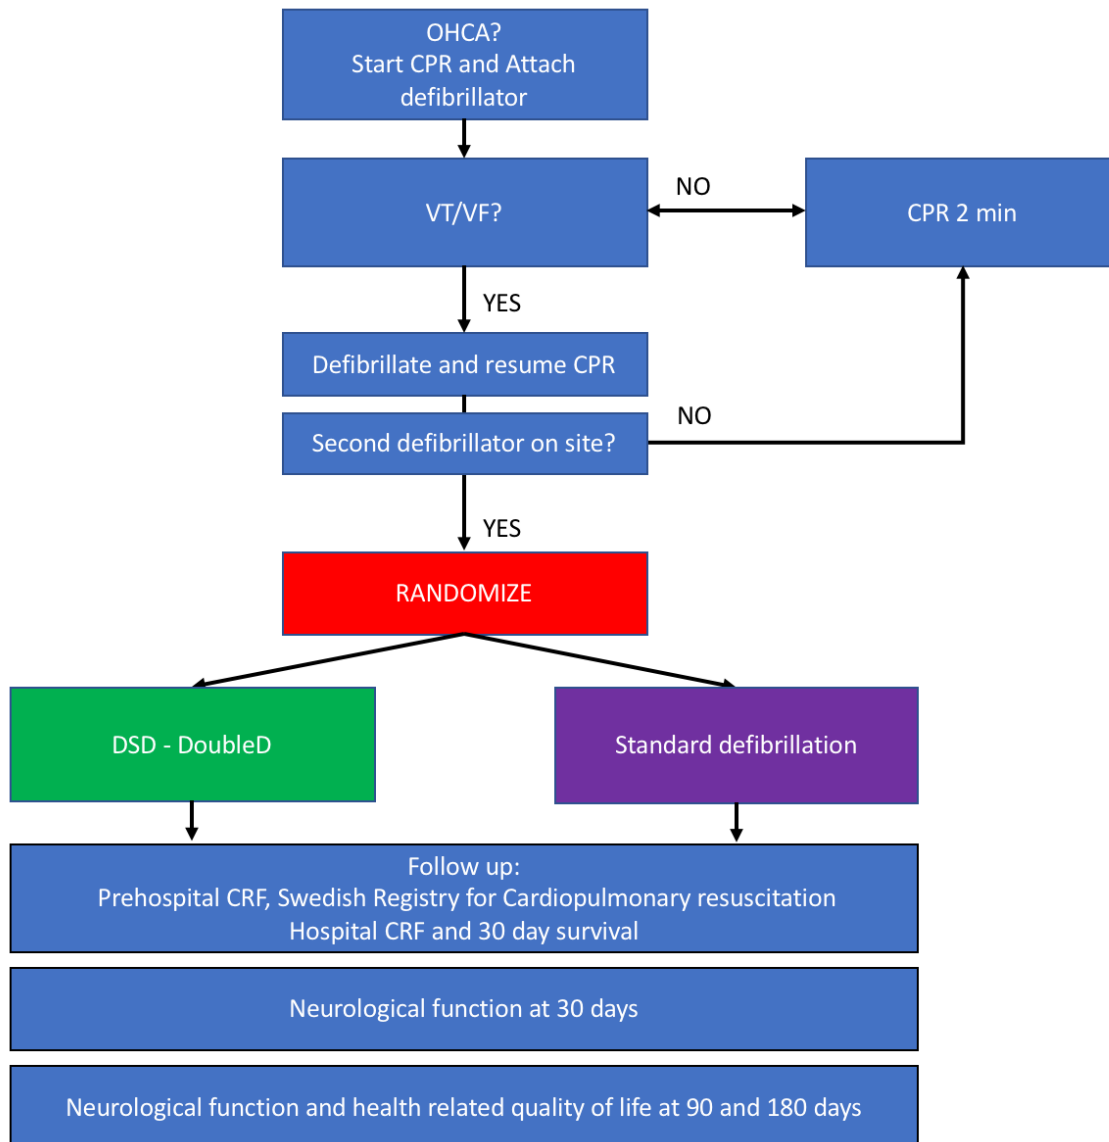 OHCA?
Start CPR and Attach
defibrillator
VT/VF?
NO
CPR 2 min
YES
Defibrillate and resume CPR
Second defibrillator on site?
NO
YES
RANDOMIZE
DSD - DoubleD
Standard defibrillation
Follow up:
Prehospital CRF, Swedish Registry for Cardiopulmonary resuscitation
Hospital CRF and 30 day survival
Neurological function at 30 days
Neurological function and health related quality of life at 90 and 180 days